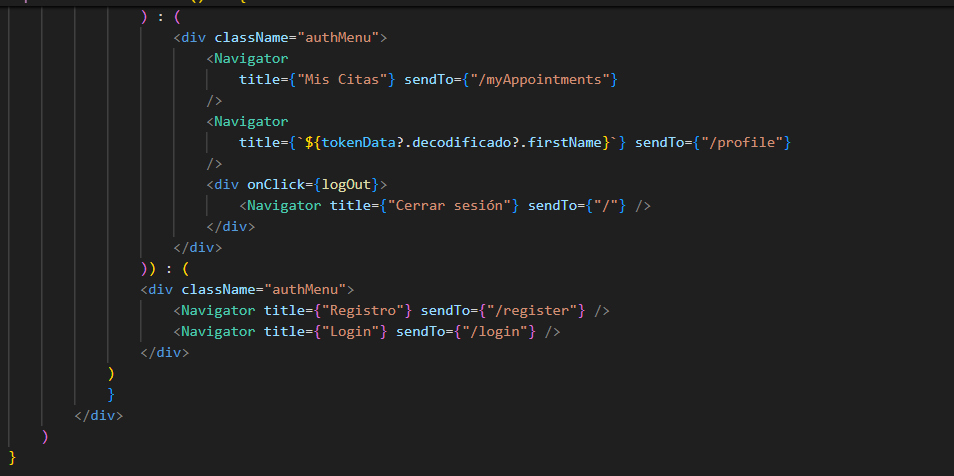 ) : (
<div className="authMenu">
<Navigator
title={"Mis Citas"} sendTo={"/myAppointments"}
/>
<Navigator
title={`${tokenData?.decodificado?.firstName}`} sendTo={"/profile"}
/>
<div onClick={logOut}>
<Navigator title={"Cerrar sesión"} sendTo={"/"} />
</div>
</div>
)) : (
<div className="authMenu">
<Navigator title={"Registro"} sendTo={"/register"} />
<Navigator title={"Login"} sendTo={"/login"} />
</div>
)
}
</div>
)
}